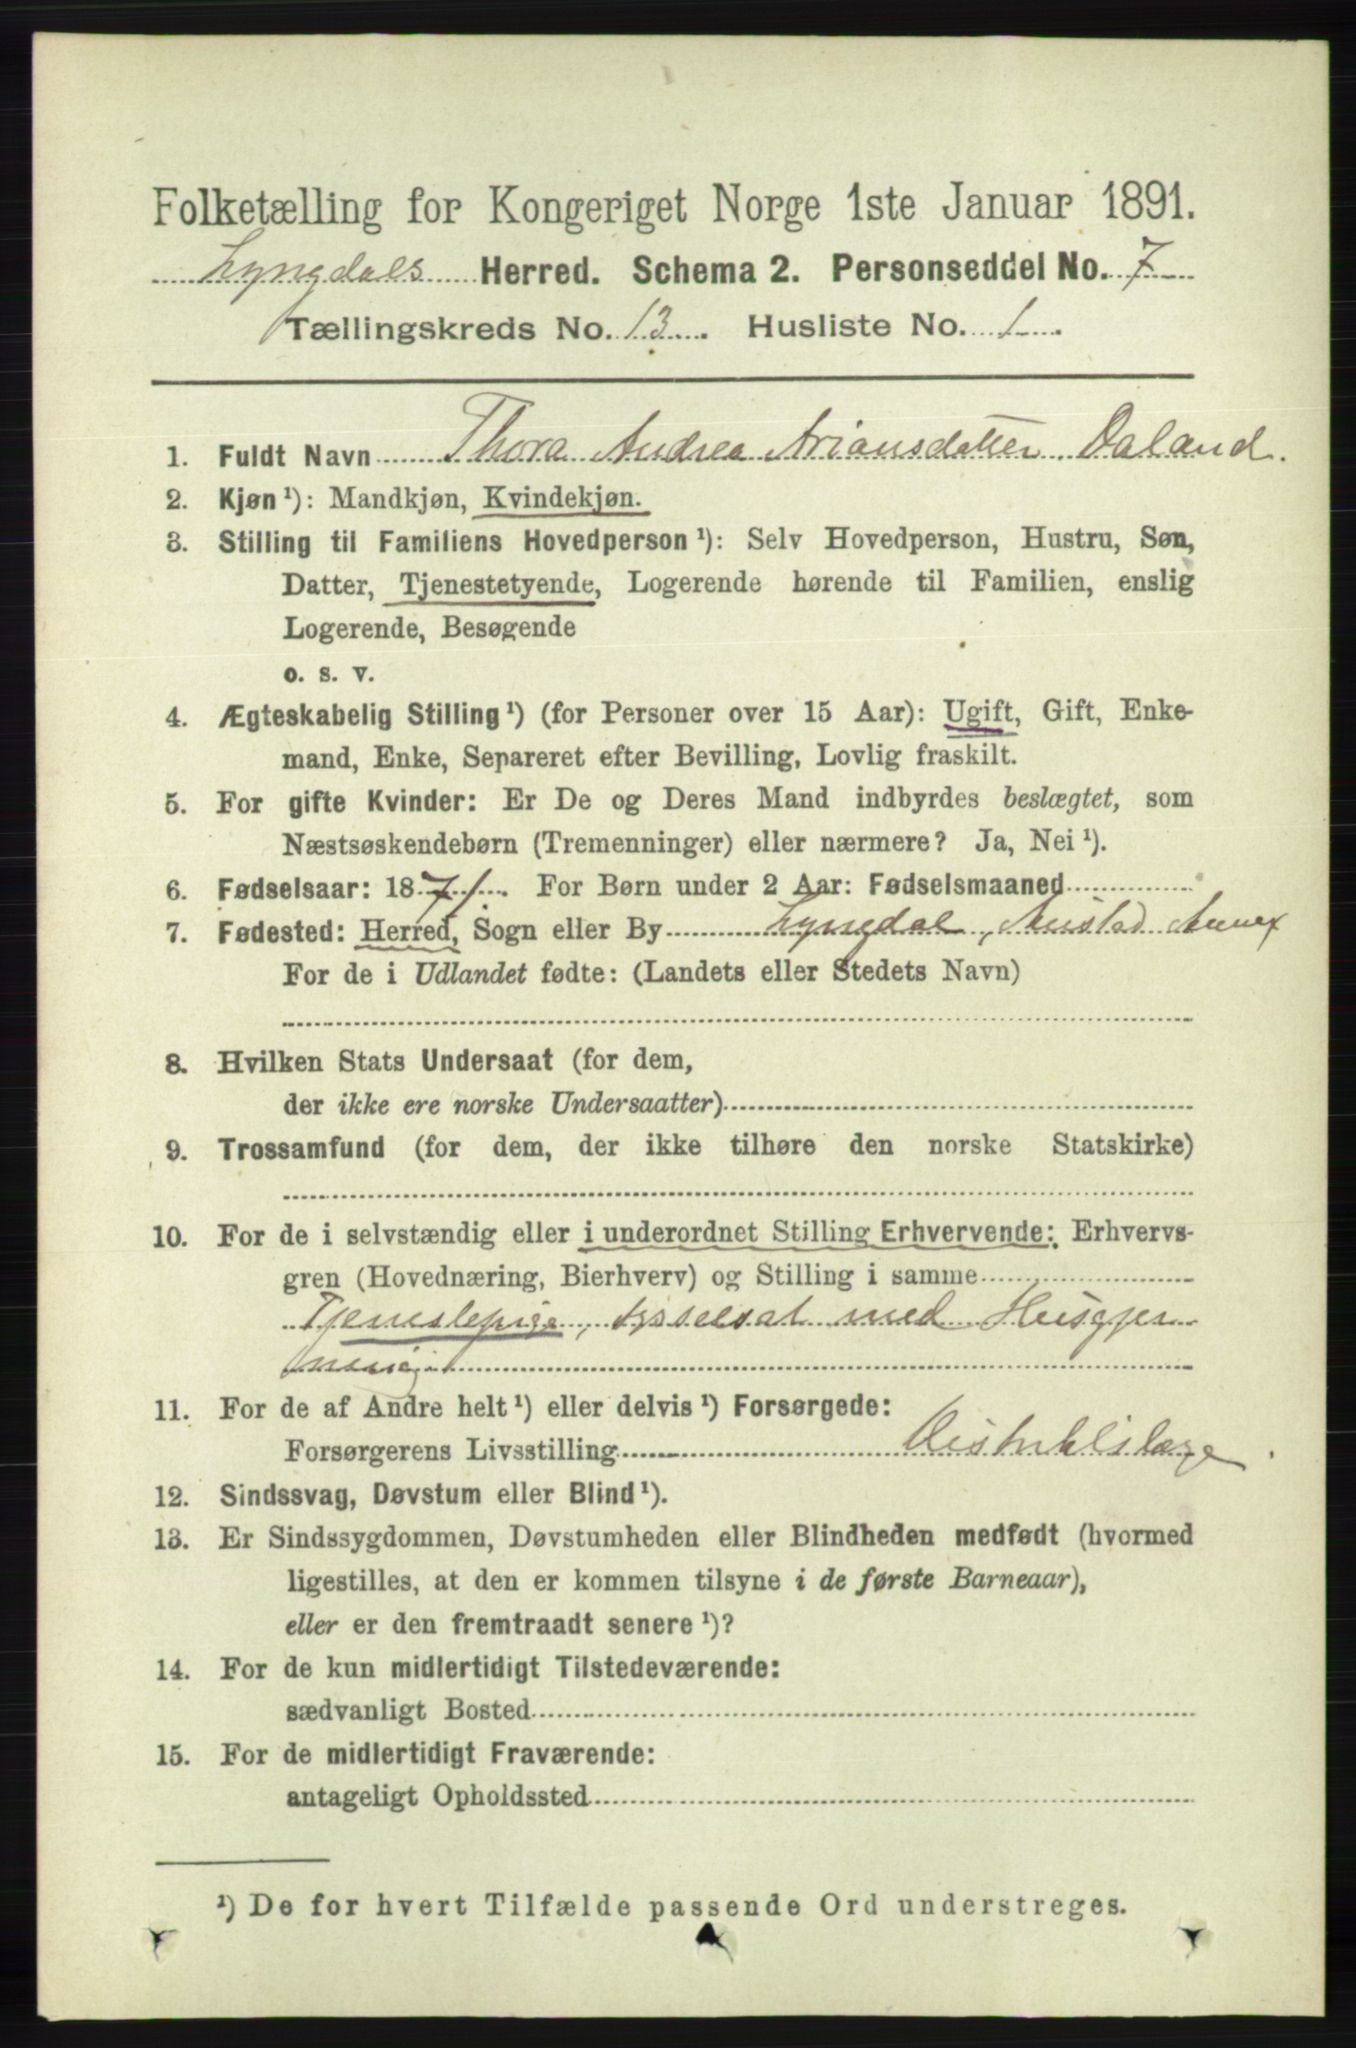 Folketælling for Kongeriget Norge 1ste Januar 1891.
Lyngdals Herred. Schema 2. Personseddel No. 7
Tællingskreds No. 13. Husliste No. 1
1. Fuldt Navn Thora Andrea Ariansdatter Daland.
2. Kjøn ¹): Mandkjøn, Kvindekjøn.
3. Stilling til Familiens Hovedperson ¹): Selv Hovedperson, Hustru, Søn,
Datter, Tjenestetyende, Logerende hørende til Familien, enslig
Logerende, Besøgende
o. s. v.
4. Ægteskabelig Stilling ¹) (for Personer over 15 Aar): Ugift, Gift, Enke-
mand, Enke, Separeret efter Bevilling, Lovlig fraskilt.
5. For gifte Kvinder: Er De og Deres Mand indbyrdes beslægtet, som
Næstsøskendebørn (Tremenninger) eller nærmere? Ja, Nei ¹).
6. Fødselsaar: 1871. For Børn under 2 Aar: Fødselsmaaned
7. Fødested: Herred, Sogn eller By Lyngdal, Austad Annex
For de i Udlandet fødte: (Landets eller Stedets Navn)
8. Hvilken Stats Undersaat (for dem,
der ikke ere norske Undersaatter)
9. Trossamfund (for dem, der ikke tilhøre den norske Statskirke)
10. For de i selvstændig eller i underordnet Stilling Erhvervende: Erhvervs-
gren (Hovednæring, Bierhverv) og Stilling i samme
Tjenestepige, sysselsat med Husgjer
ning
11. For de af Andre helt ¹) eller delvis ¹) Forsørgede:
Forsørgerens Livsstilling Distriktslæge
12. Sindssvag, Døvstum eller Blind ¹).
13. Er Sindssygdommen, Døvstumheden eller Blindheden medfødt (hvormed
ligestilles, at den er kommen tilsyne i de første Barneaar),
eller er den fremtraadt senere ¹)?
14. For de kun midlertidigt Tilstedeværende:
sædvanligt Bosted
15. For de midlertidigt Fraværende:
antageligt Opholdssted
¹) De for hvert Tilfælde passende Ord understreges.